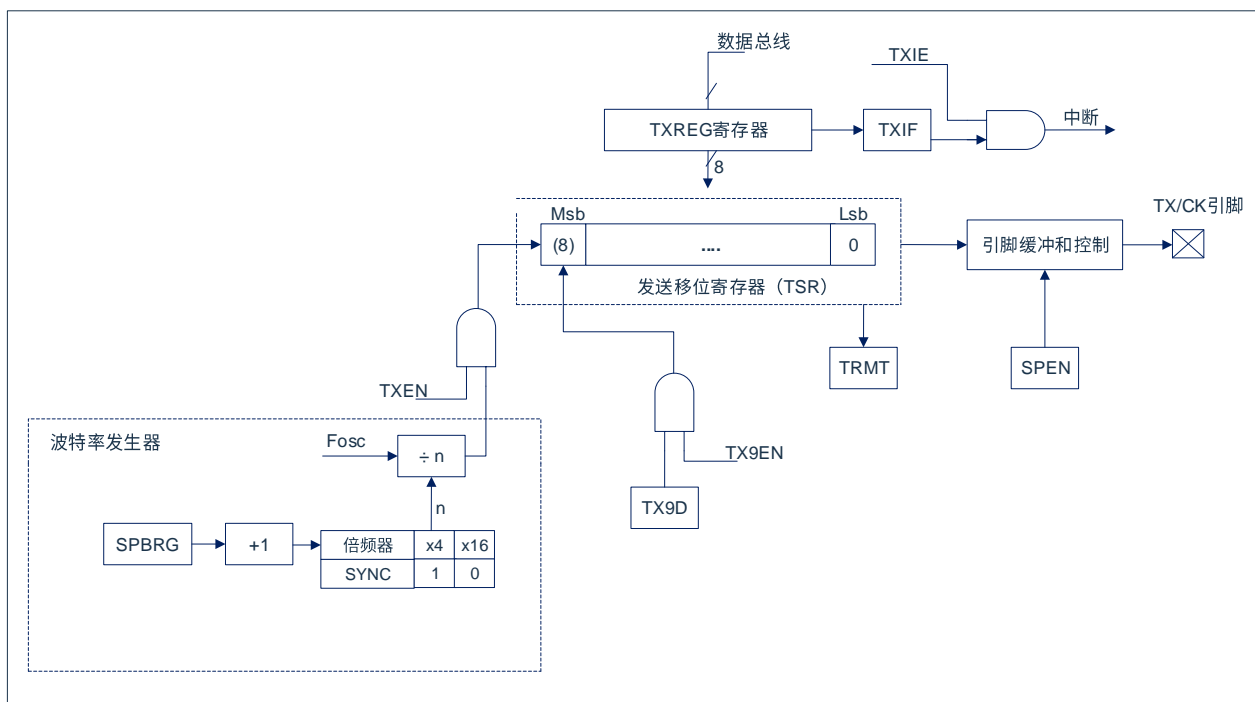 数据总线
TXIE
TXREG寄存器
TXIF
中断
8
Msb
Lsb
TX/CK引脚
(8)
....
0
引脚缓冲和控制
发送移位寄存器（TSR）
TRMT
SPEN
TXEN
波特率发生器
Fosc
÷ n
TX9EN
n
TX9D
SPBRG
+1
倍频器 x4 x16
SYNC 1 0